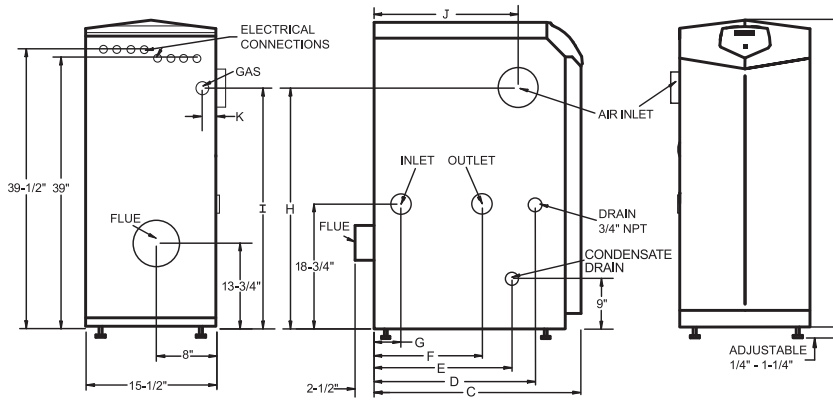 J
ELECTRICAL
CONNECTIONS
GAS
K
AIR INLET
39-1/2"
39"
I
H
INLET
OUTLET
FLUE
FLUE
DRAIN
3/4" NPT
18-3/4"
CONDENSATE
DRAIN
13-3/4"
9"
G
F
E
D
C
8"
15-1/2"
2-1/2"
ADJUSTABLE
1/4" - 1-1/4"